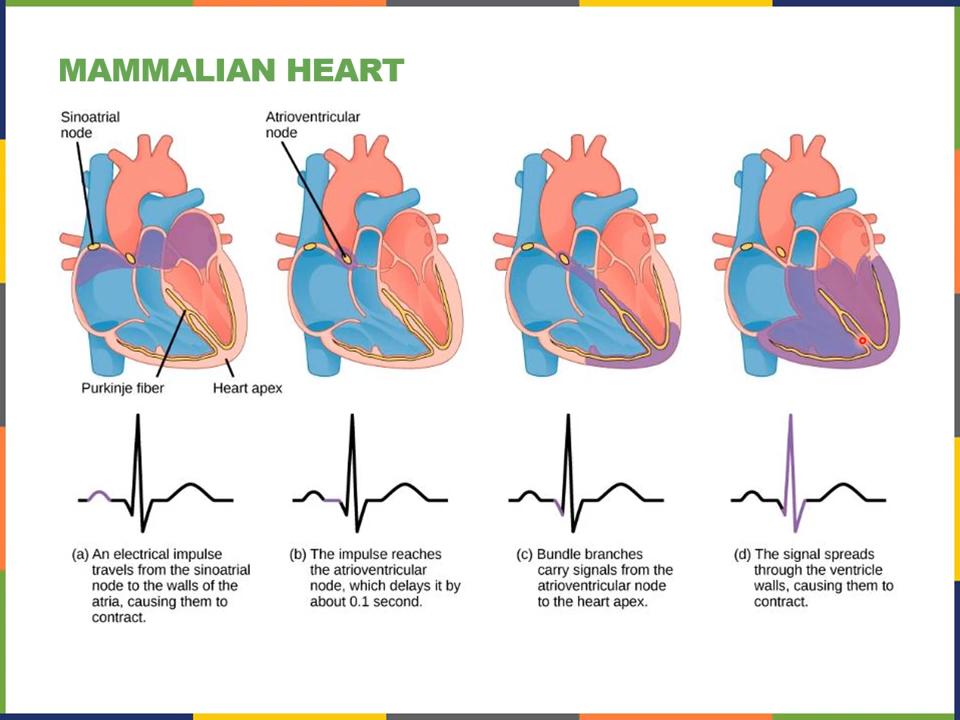 MAMMALIAN HEART
Sinoatrial
node
Atrioventricular
node
Purkinje fiber
Heart apex
(a) An electrical impulse
travels from the sinoatrial
node to the walls of the
atria, causing them to
contract.
(b) The impulse reaches
the atrioventricular
node, which delays it by
about 0.1 second.
(c) Bundle branches
carry signals from the
atrioventricular node
to the heart apex.
(d) The signal spreads
through the ventricle
walls, causing them to
contract.